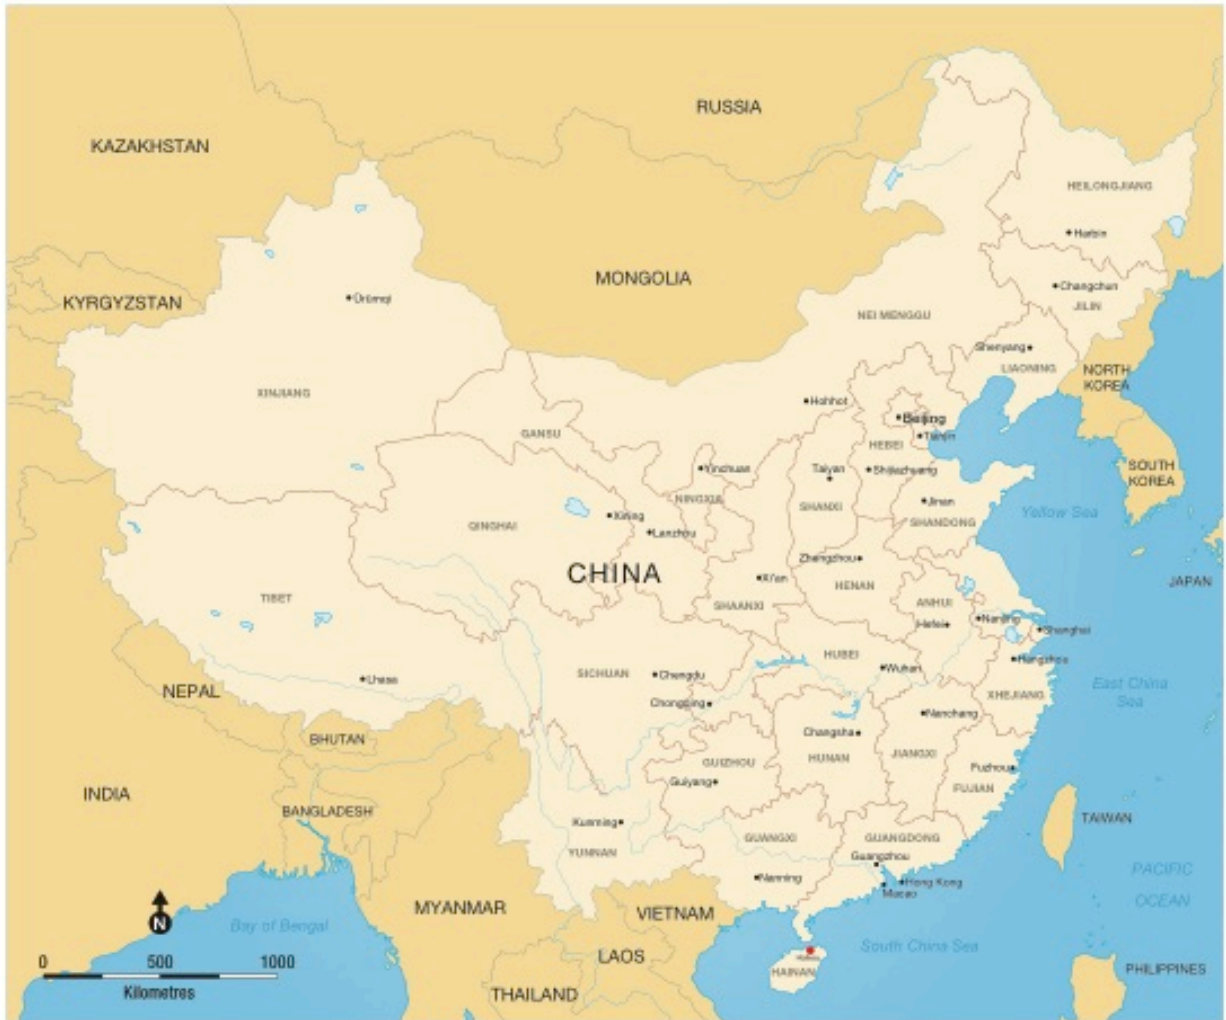 RUSSIA
KAZAKHSTAN
HEILONGJIANG
Harbin
MONGOLIA
Changchun
KYRGYZSTAN
Ürümqi
JILIN
NEI MENGGU
Shenyang
LIAONING
NORTH
KOREA
XINJIANG
Hohhot
Beijing
GANSU
Tianjin
HEBEI
Yinchuan
Taiyan
Shijiazhuang
SOUTH
KOREA
NINGXIA
SHANXI
Jinan
Yellow Sea
QINGHAI
Xining
Lanzhou
SHANDONG
Zhengzhou
CHINA
Xi'an
HENAN
JAPAN
TIBET
SHAANXI
ANHUI
Hefei
Nanjing
Shanghai
HUBEI
Hangzhou
Lhasa
SICHUAN
Chengdu
Wuhan
East China
Sea
NEPAL
Chongqing
XHEJIANG
Nanchang
BHUTAN
Changsha
HUNAN
JIANGXI
GUIZHOU
Fuzhou
Guiyang
FUJIAN
INDIA
BANGLADESH
Kunming
TAIWAN
YUNNAN
GUANGXI
GUANGDONG
Guangzhou
PACIFIC
OCEAN
Nanning
Hong Kong
Macao
MYANMAR
VIETNAM
N
Bay of Bengal
South China Sea
LAOS
HAINAN
PHILIPPINES
0 500 1000
Kilometres
THAILAND